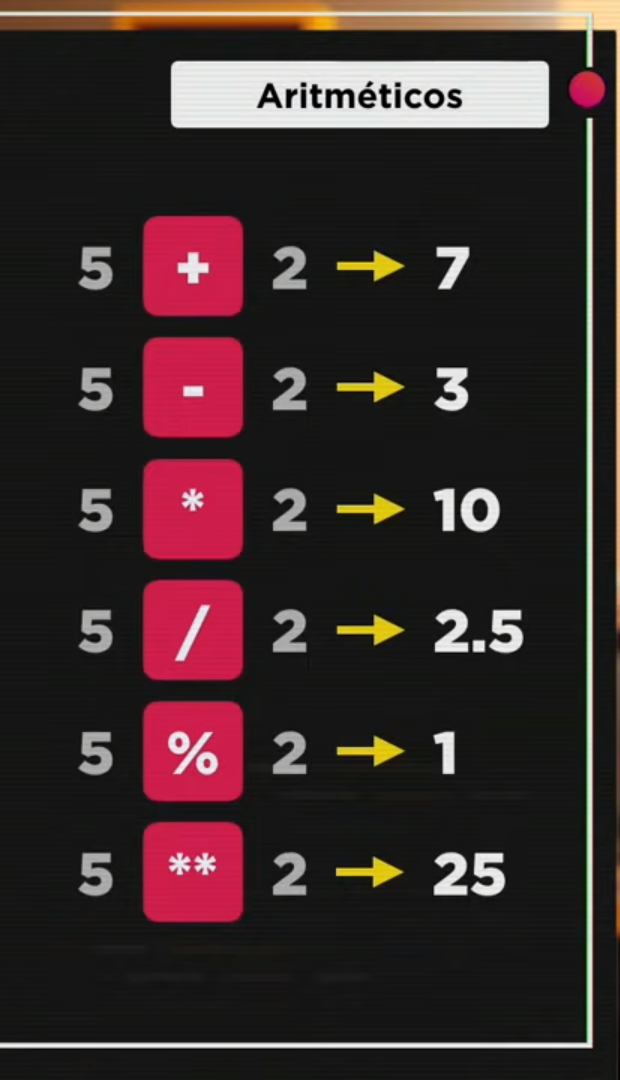 Aritméticos
5 + 2 → 7
5 - 2 → 3
5 * 2 → 10
5 / 2 → 2.5
5 % 2 → 1
5 ** 2 → 25